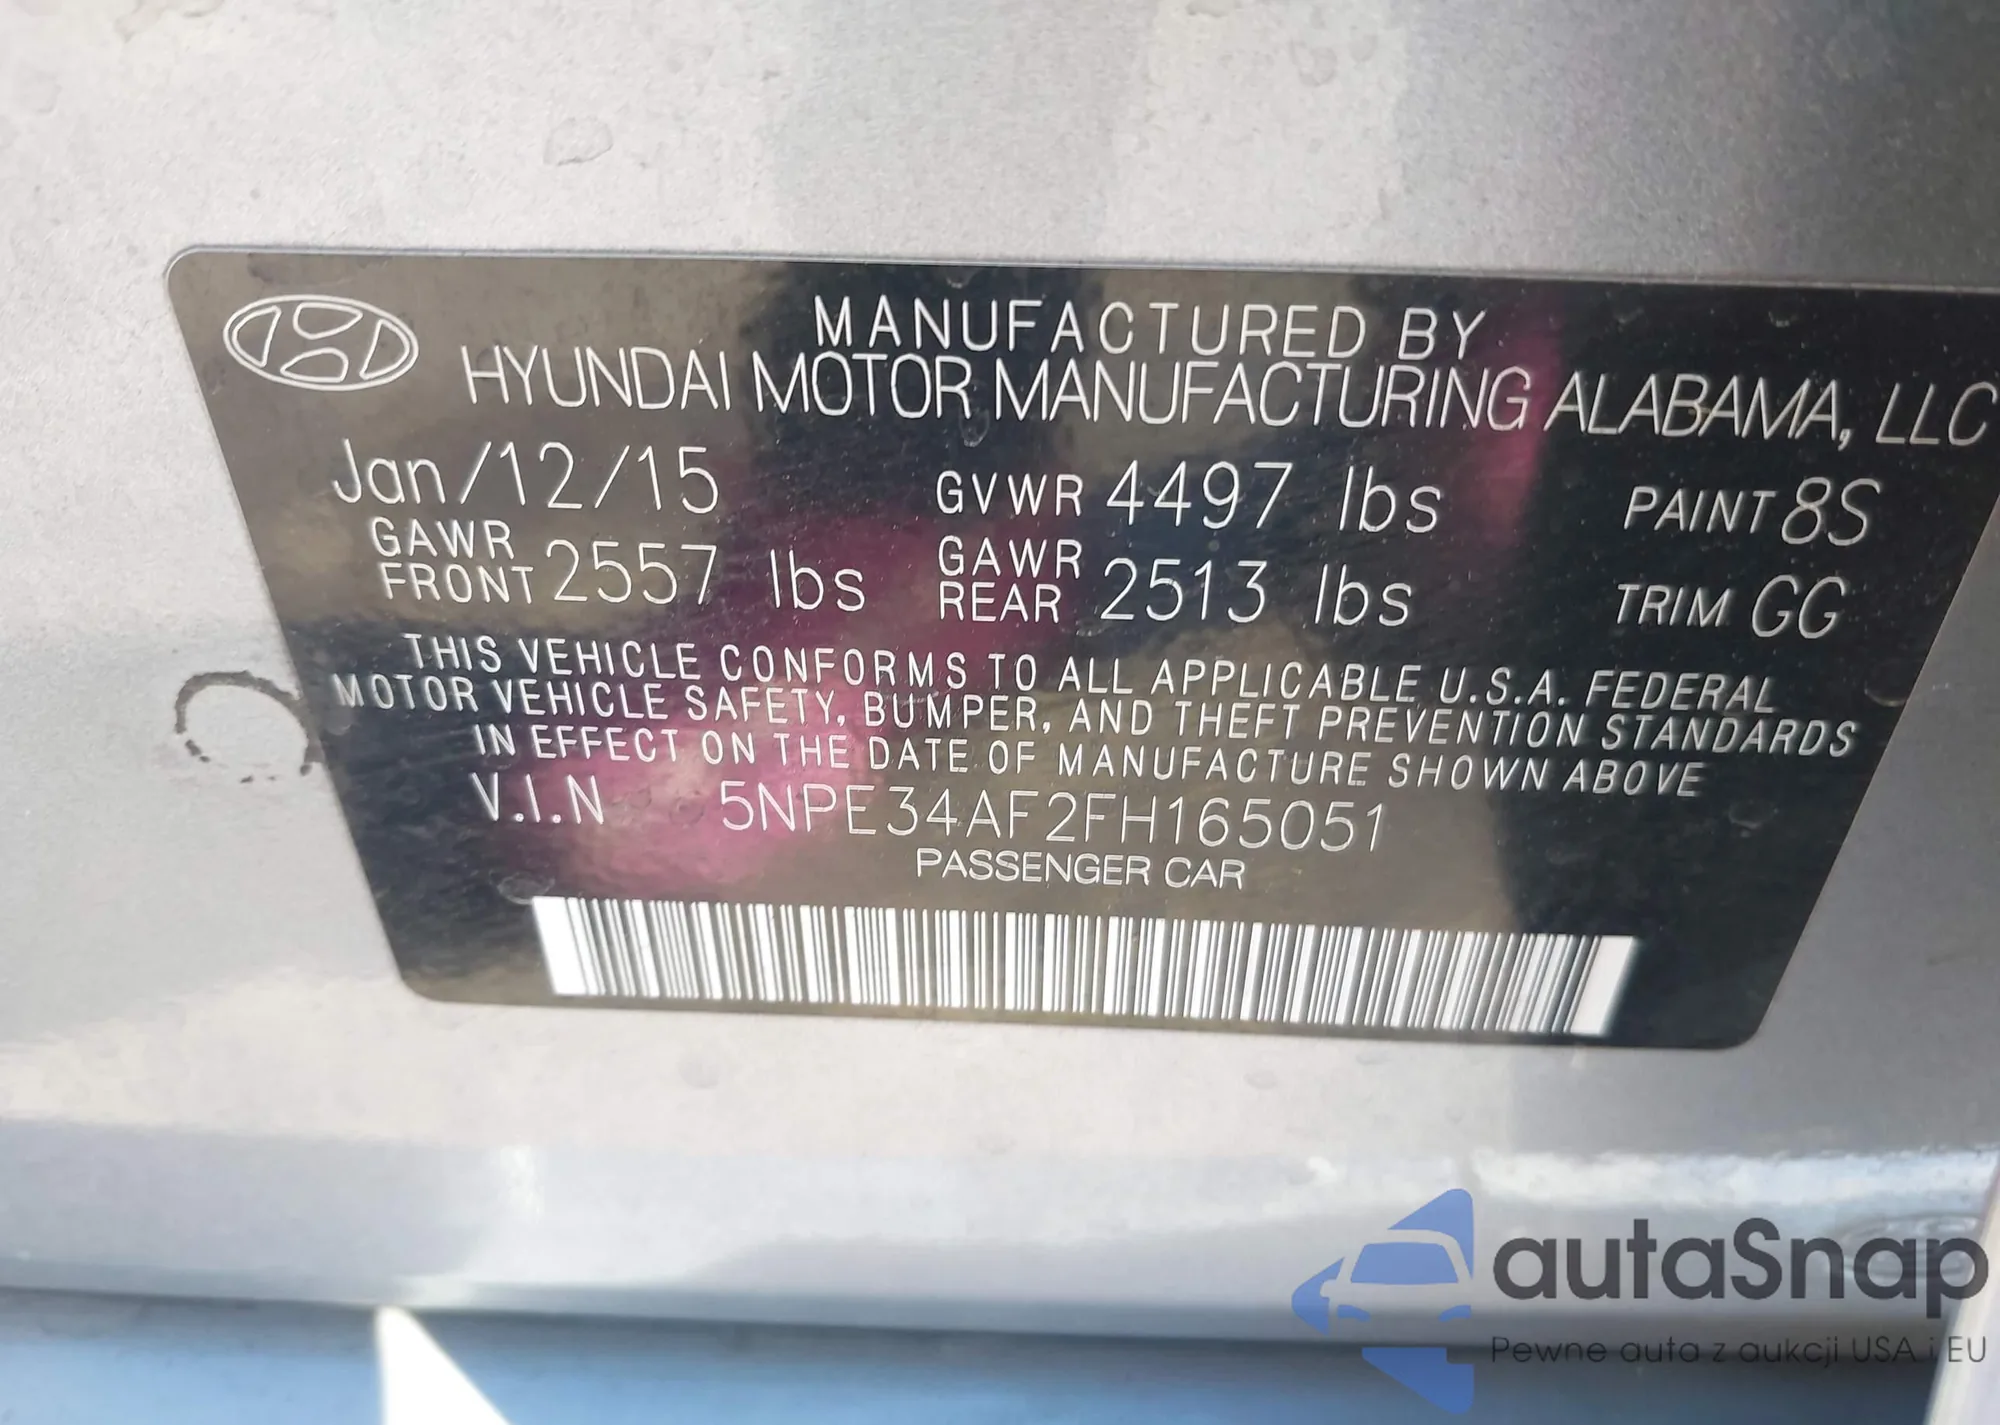 MANUFACTURED BY
HYUNDAI MOTOR MANUFACTURING ALABAMA, LLC
Jan/12/15 GVWR 4497 lbs PAINT 8S
GAWR FRONT 2557 lbs GAWR REAR 2513 lbs TRIM GG
THIS VEHICLE CONFORMS TO ALL APPLICABLE U.S.A. FEDERAL
MOTOR VEHICLE SAFETY, BUMPER, AND THEFT PREVENTION STANDARDS
IN EFFECT ON THE DATE OF MANUFACTURE SHOWN ABOVE
V.I.N 5NPE34AF2FH165051
PASSENGER CAR
autaSnap
Pewne auta z aukcji USA i EU